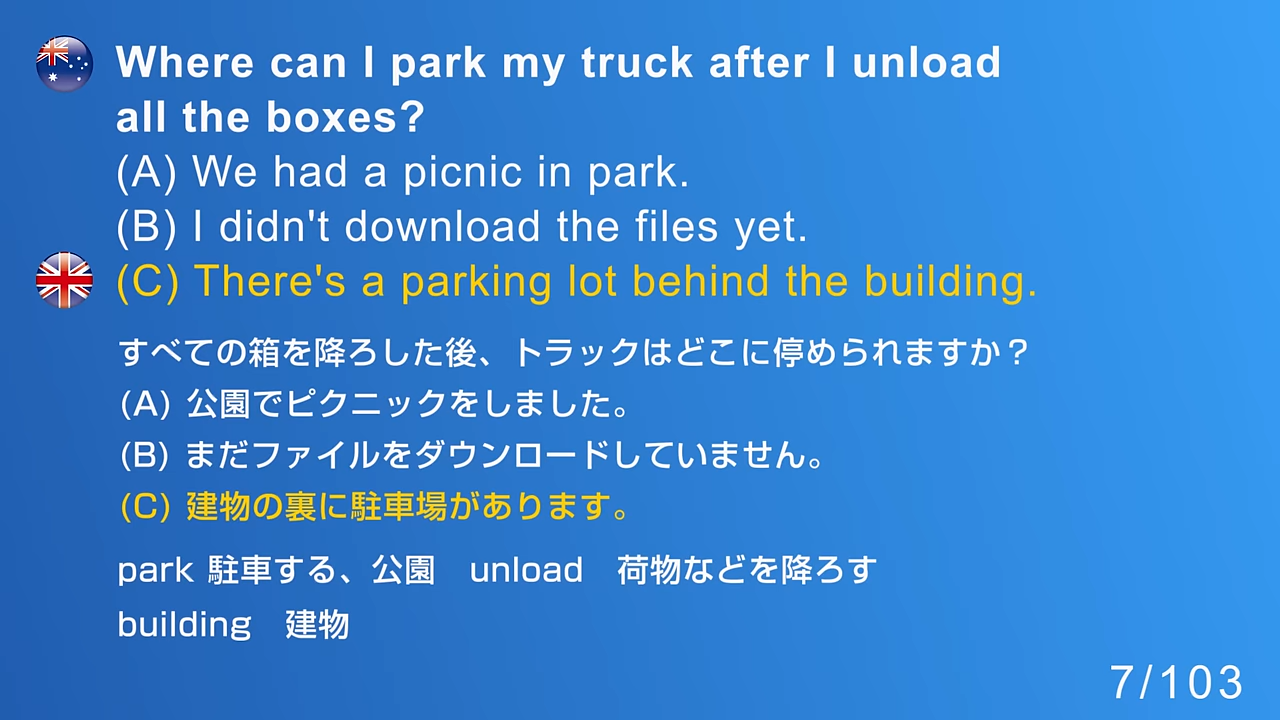 Where can I park my truck after I unload
all the boxes?
(A) We had a picnic in park.
(B) I didn't download the files yet.
(C) There's a parking lot behind the building.
すべての箱を降ろした後、トラックはどこに停められますか？
(A) 公園でピクニックをしました。
(B) まだファイルをダウンロードしていません。
(C) 建物の裏に駐車場があります。
park 駐車する、公園　unload　荷物などを降ろす
building　建物
7/103